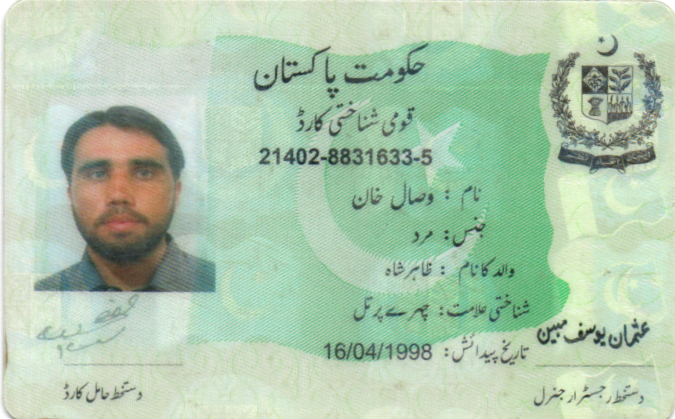 حکومت پاکستان
قومی شناختی کارڈ
21402-8831633-5
نام : وصال خان
جنس: مرد
والد کا نام : ظاہر شاہ
شناختی علامت: چہرے پر تل
تاریخ پیدائش: 16/04/1998
عثمان یوسف مبین
دستخط حامل کارڈ
دستخط رجسٹرار جنرل